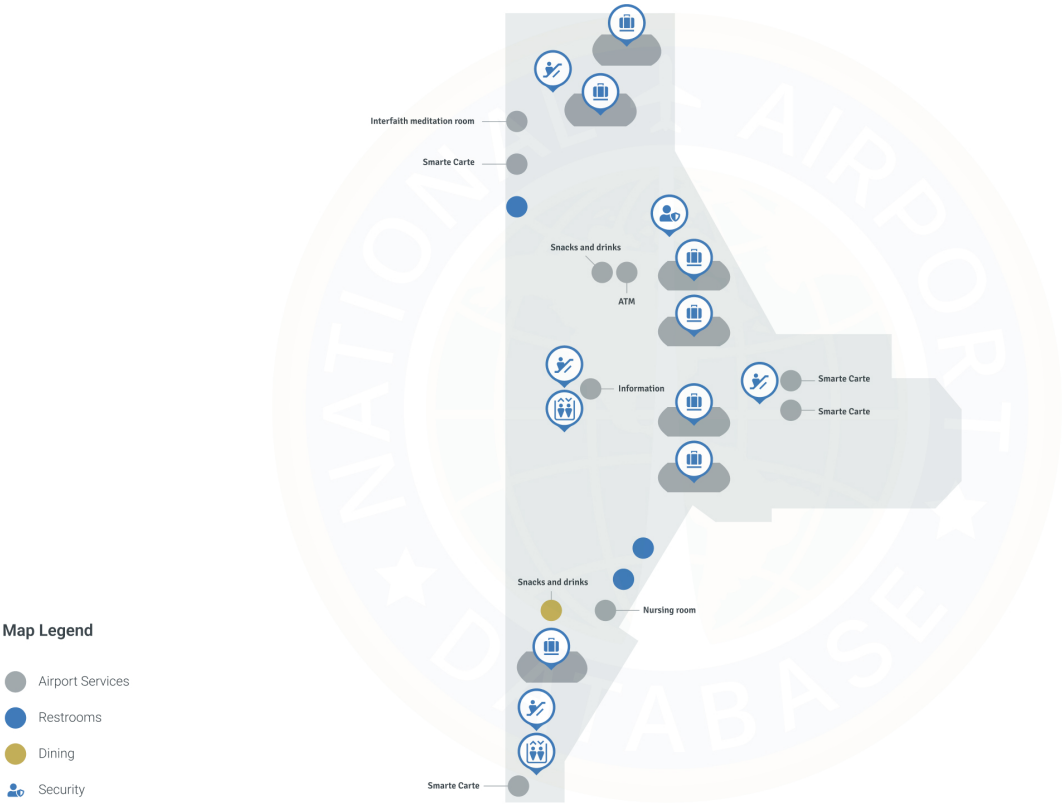 Interfaith meditation room
Smarte Carte
Snacks and drinks
ATM
Information
Smarte Carte
Smarte Carte
Snacks and drinks
Nursing room
Smarte Carte
Map Legend
Airport Services
Restrooms
Dining
Security
NATIONAL AIRPORT
DATABASE